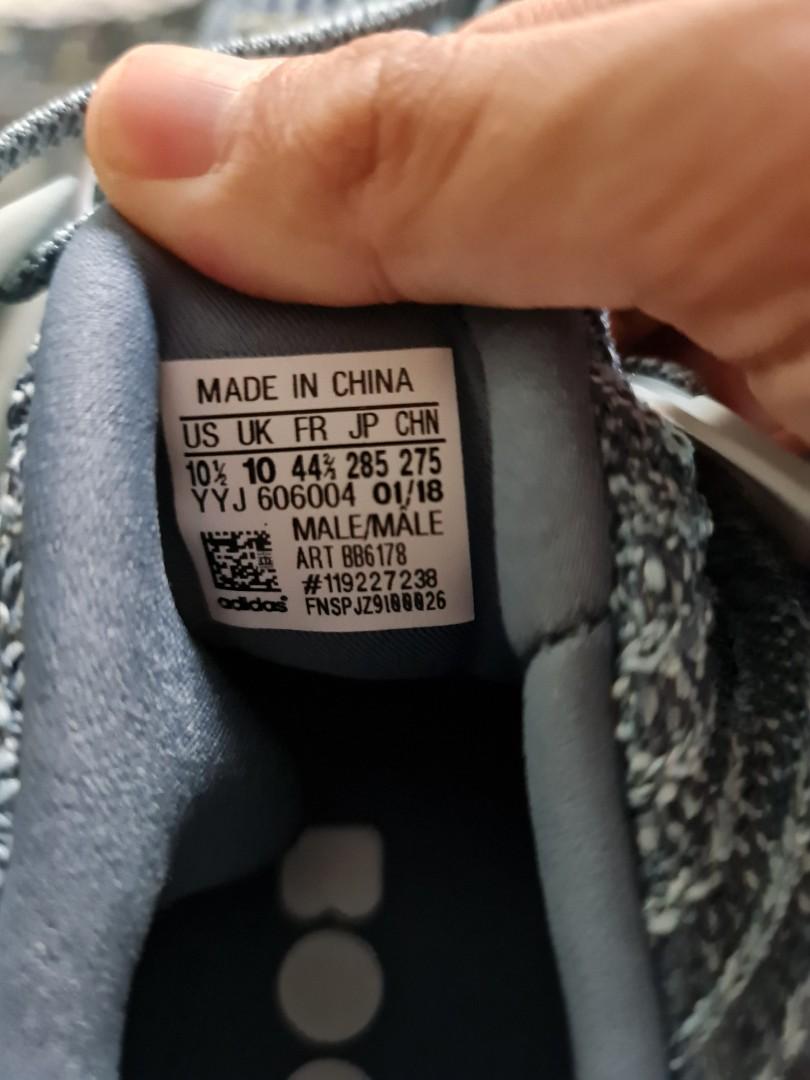 MADE IN CHINA
US UK FR JP CHN
10½ 10 44⅔ 285 275
YYJ 606004 01/18
MALE/MÂLE
ART BB6178
#119227238
adidas® FNSPJZ9100026